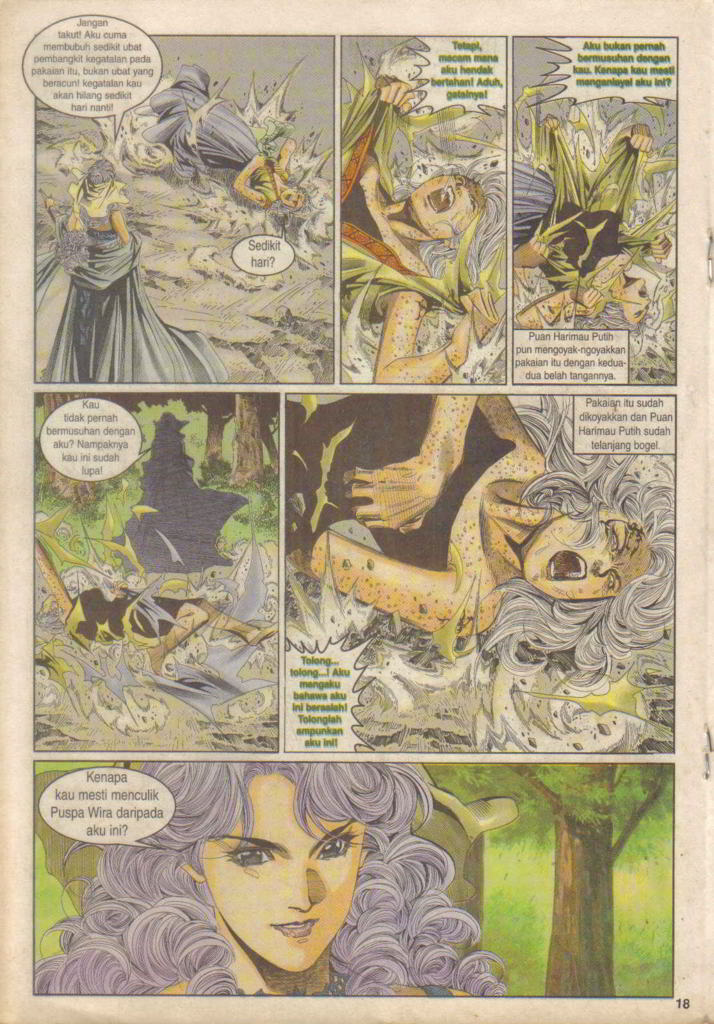 Jangan
takut! Aku cuma
membubuh sedikit ubat
pembangkit kegatalan pada
pakaian itu, bukan ubat yang
beracun! kegatalan kau
akan hilang sedikit
hari nanti!
Sedikit
hari?
Tetapi,
macam mana
aku hendak
bertahan! Aduh,
gatalnya!
Aku bukan pernah
bermusuhan dengan
kau. Kenapa kau mesti
menganiayai aku ini?
Puan Harimau Putih
pun mengoyak-ngoyakkan
pakaian itu dengan kedua-
dua belah tangannya.
Kau
tidak pernah
bermusuhan dengan
aku? Nampaknya
kau ini sudah
lupa!
Pakaian itu sudah
dikoyakkan dan Puan
Harimau Putih sudah
telanjang bogel.
Tolong...
tolong...! Aku
mengaku
bahawa aku
ini bersalah!
Tolonglah
ampunkan
aku ini!
Kenapa
kau mesti menculik
Puspa Wira daripada
aku ini?
18